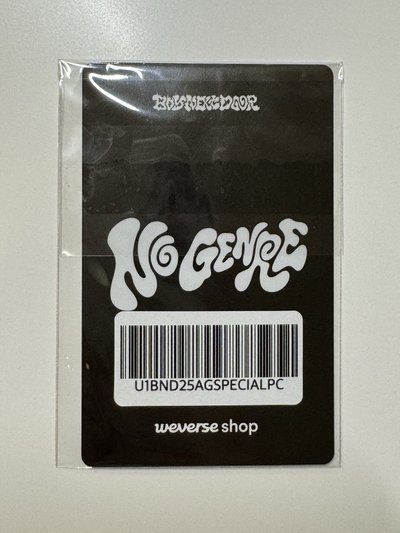 BOYNEXTDOOR
NO GENRE
U1BND25AGSPECIALPC
weverse shop